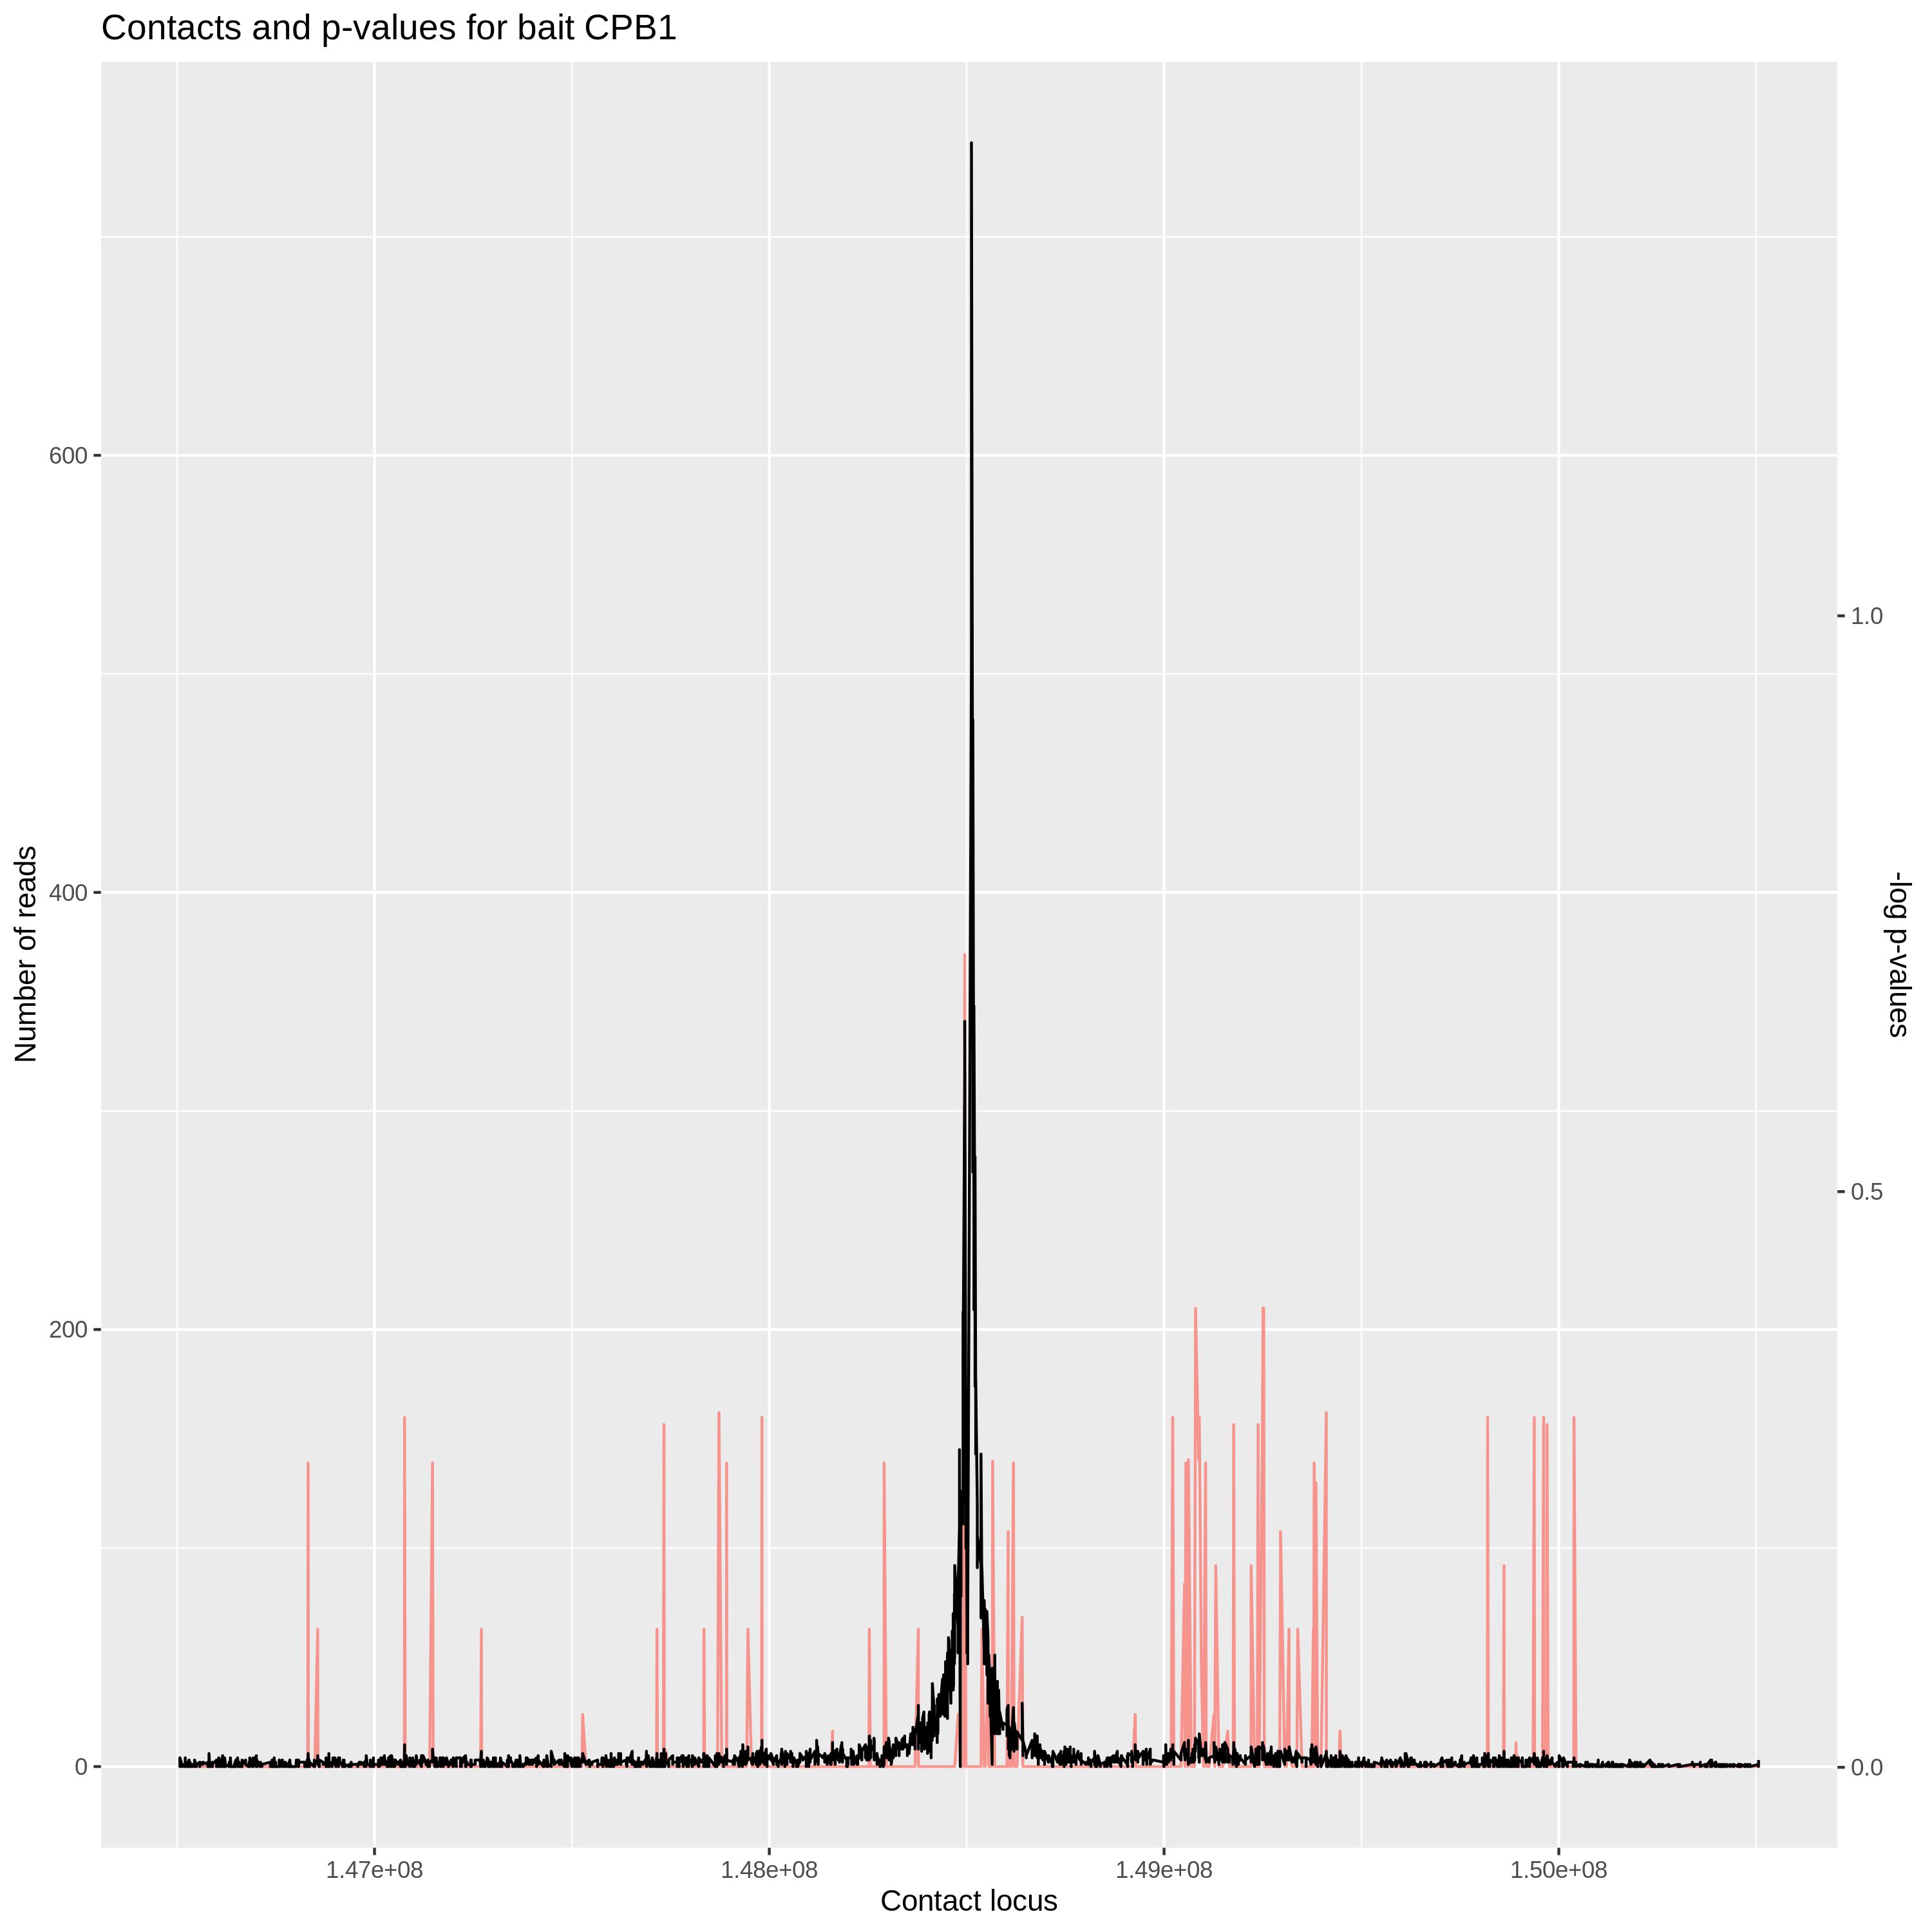 Contacts and p-values for bait CPB1
Number of reads
600
400
200
0
-log p-values
1.0
0.5
0.0
1.47e+08
1.48e+08
1.49e+08
1.50e+08
Contact locus